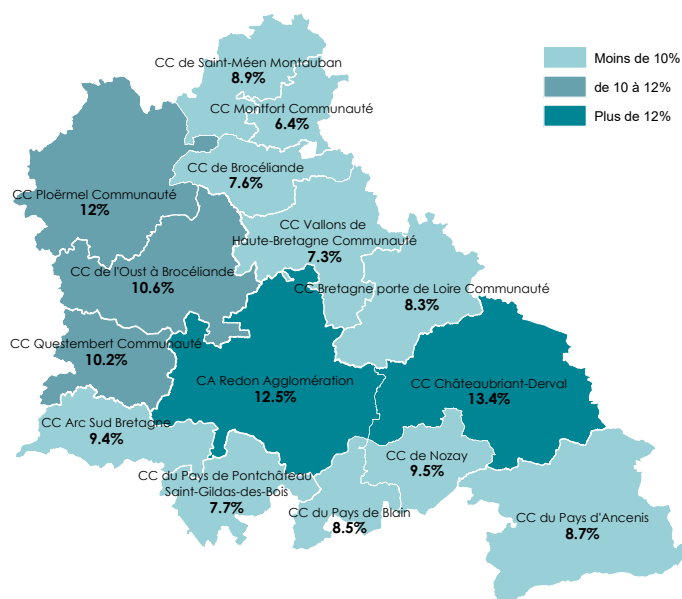 CC de Saint-Méen Montauban
8.9%
CC Montfort Communauté
6.4%
CC de Brocéliande
7.6%
CC Ploërmel Communauté
12%
CC Vallons de
Haute-Bretagne Communauté
7.3%
CC de l'Oust à Brocéliande
10.6%
CC Bretagne porte de Loire Communauté
8.3%
CC Questembert Communauté
10.2%
CA Redon Agglomération
12.5%
CC Châteaubriant-Derval
13.4%
CC Arc Sud Bretagne
9.4%
CC de Nozay
9.5%
CC du Pays de Pontchâteau
Saint-Gildas-des-Bois
7.7%
CC du Pays de Blain
8.5%
CC du Pays d'Ancenis
8.7%
Moins de 10%
de 10 à 12%
Plus de 12%